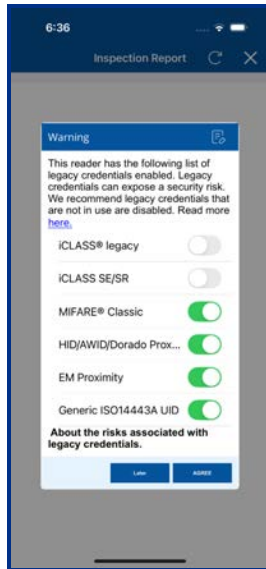 6:36
Inspection Report
Warning
This reader has the following list of
legacy credentials enabled. Legacy
credentials can expose a security risk.
We recommend legacy credentials that
are not in use are disabled. Read more
here.
iCLASS® legacy
iCLASS SE/SR
MIFARE® Classic
HID/AWID/Dorado Prox...
EM Proximity
Generic ISO14443A UID
About the risks associated with
legacy credentials.
Later AGREE